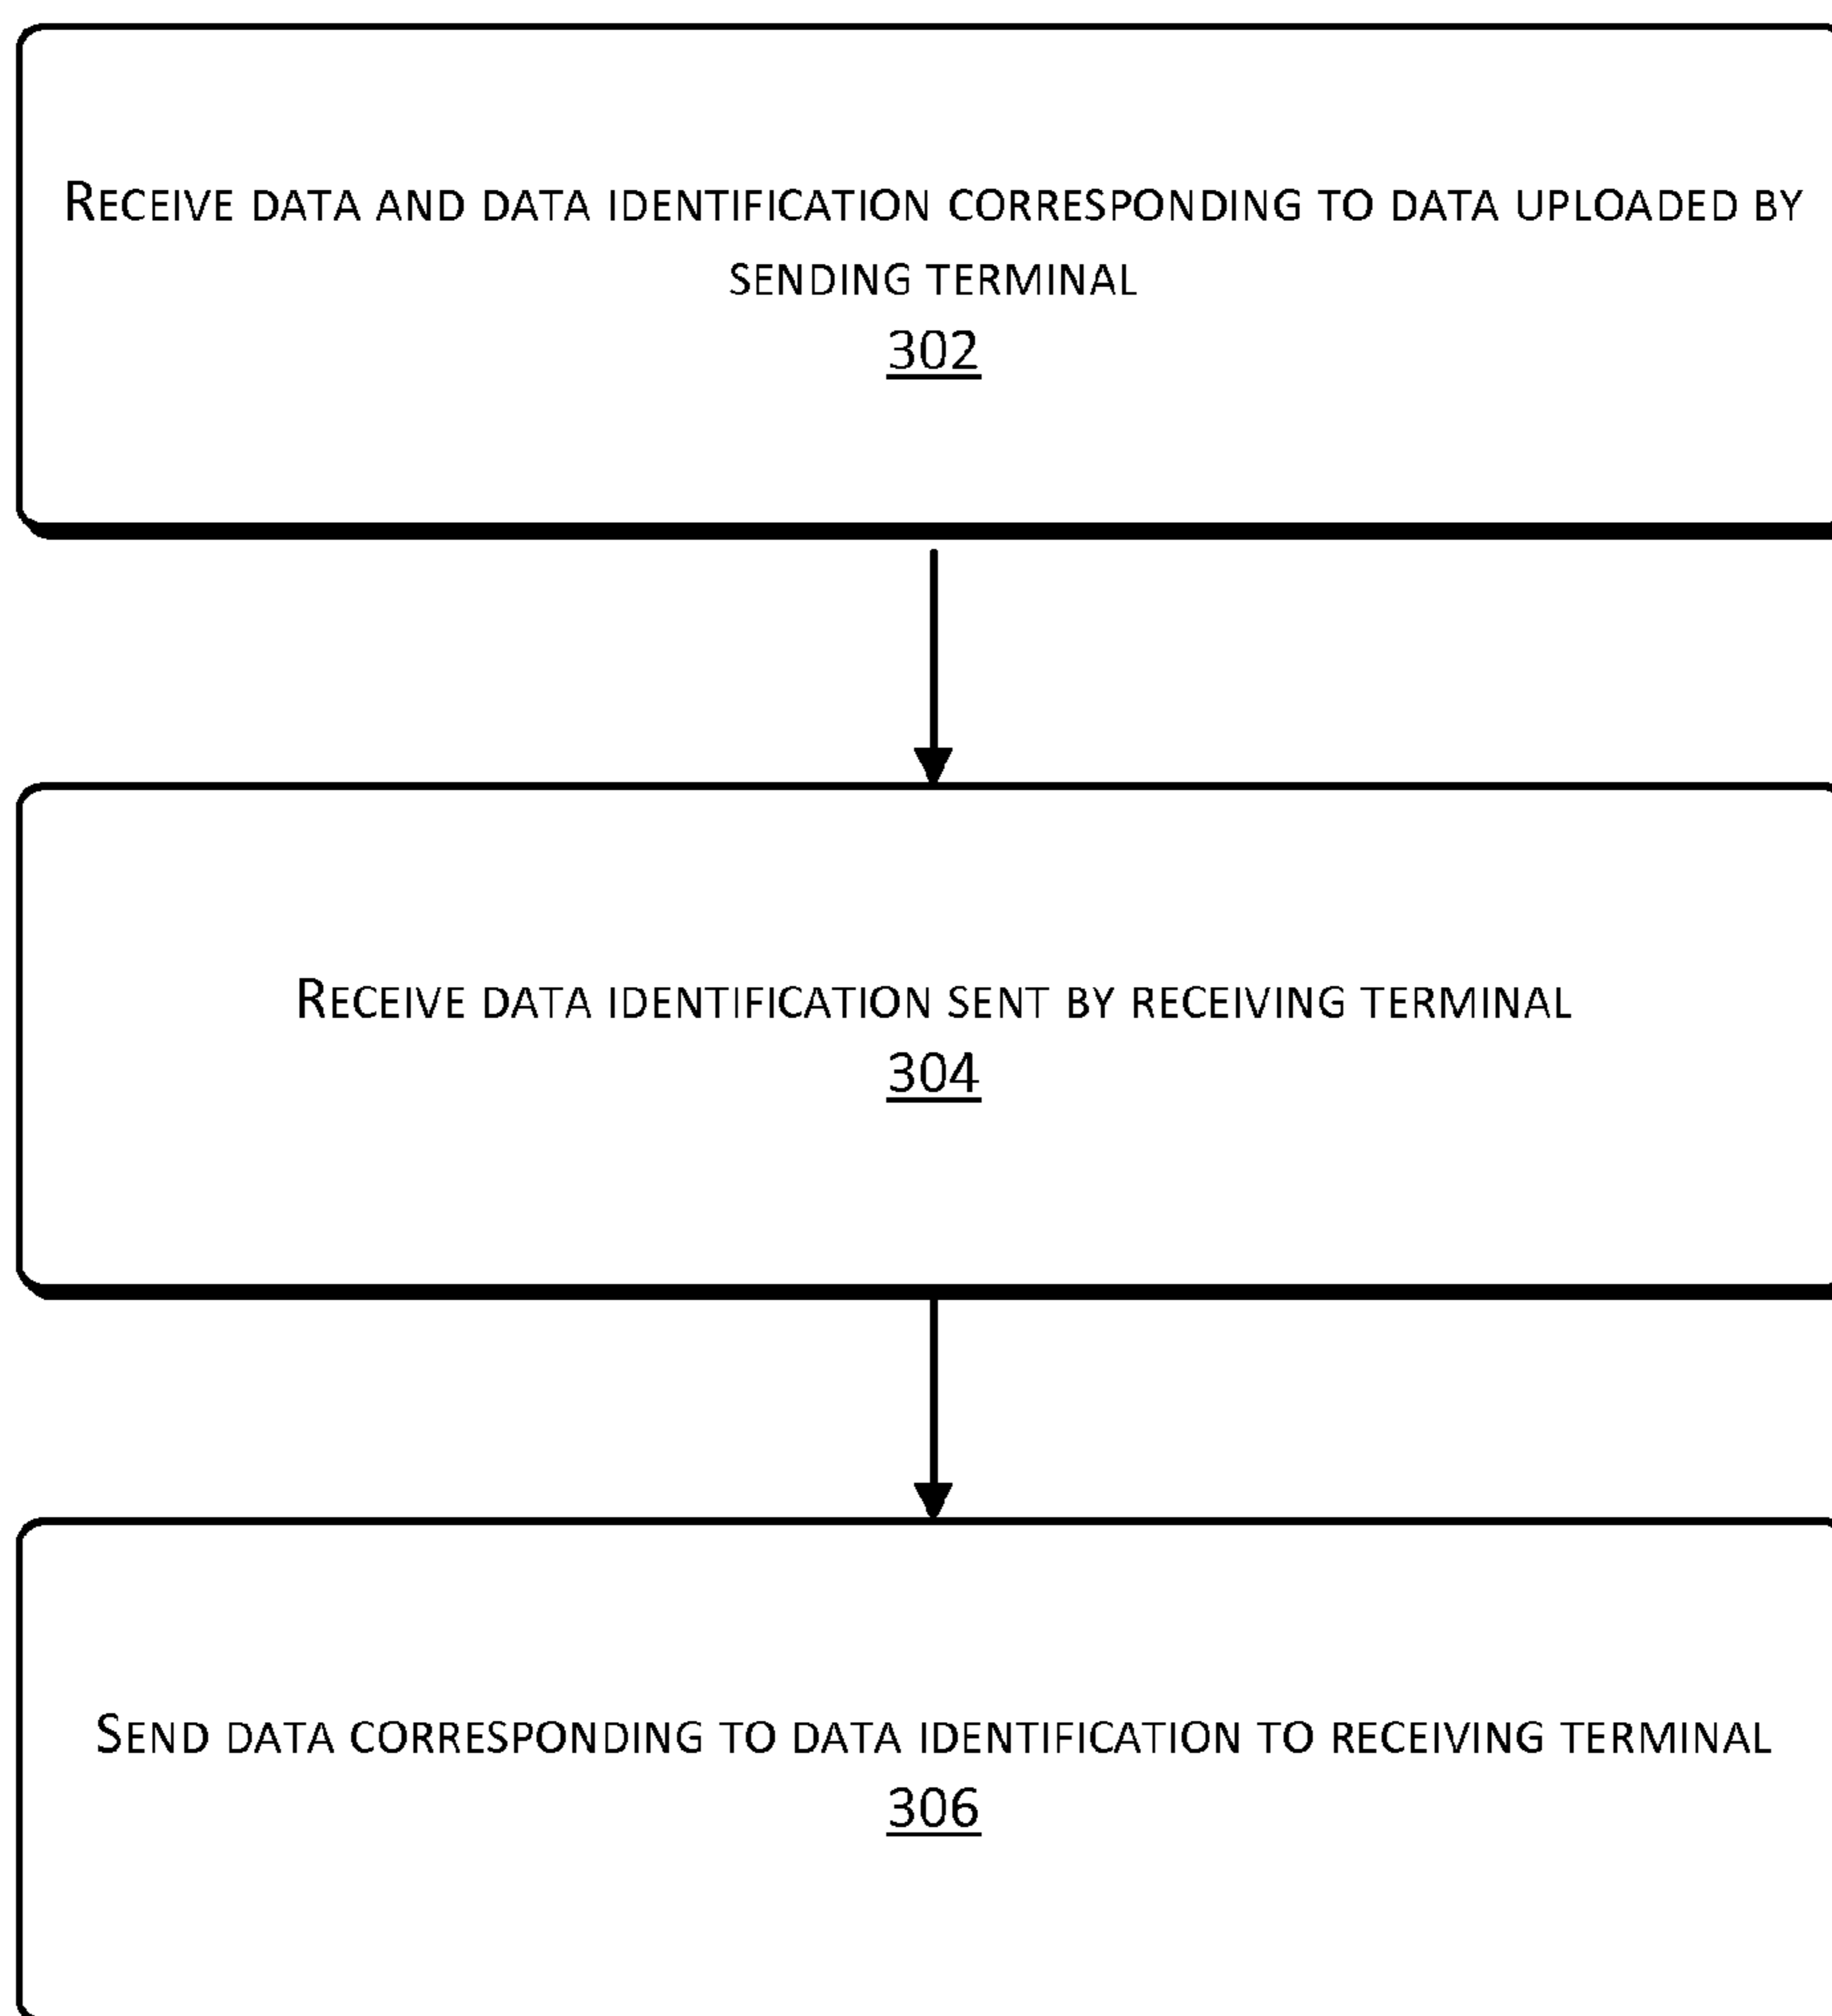 Receive data and data identification corresponding to data uploaded by
sending terminal
302
Receive data identification sent by receiving terminal
304
Send data corresponding to data identification to receiving terminal
306